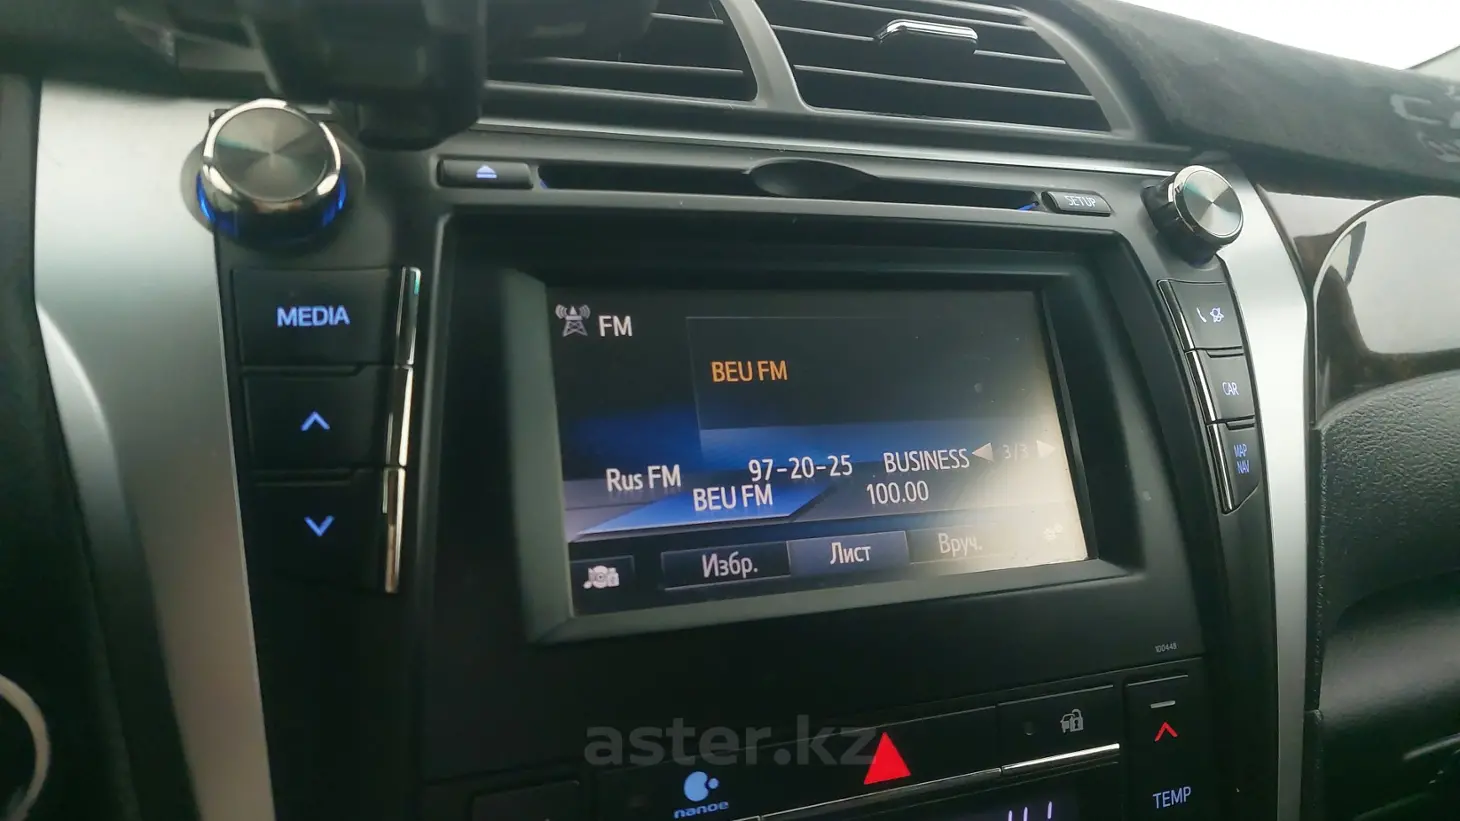 SETUP
MEDIA
FM
BEU FM
CAR
MAP
NAV
Rus FM
97-20-25
BUSINESS
3/3
BEU FM
100.00
Избр.
Лист
Вруч.
100448
aster.kz
nanoe
TEMP